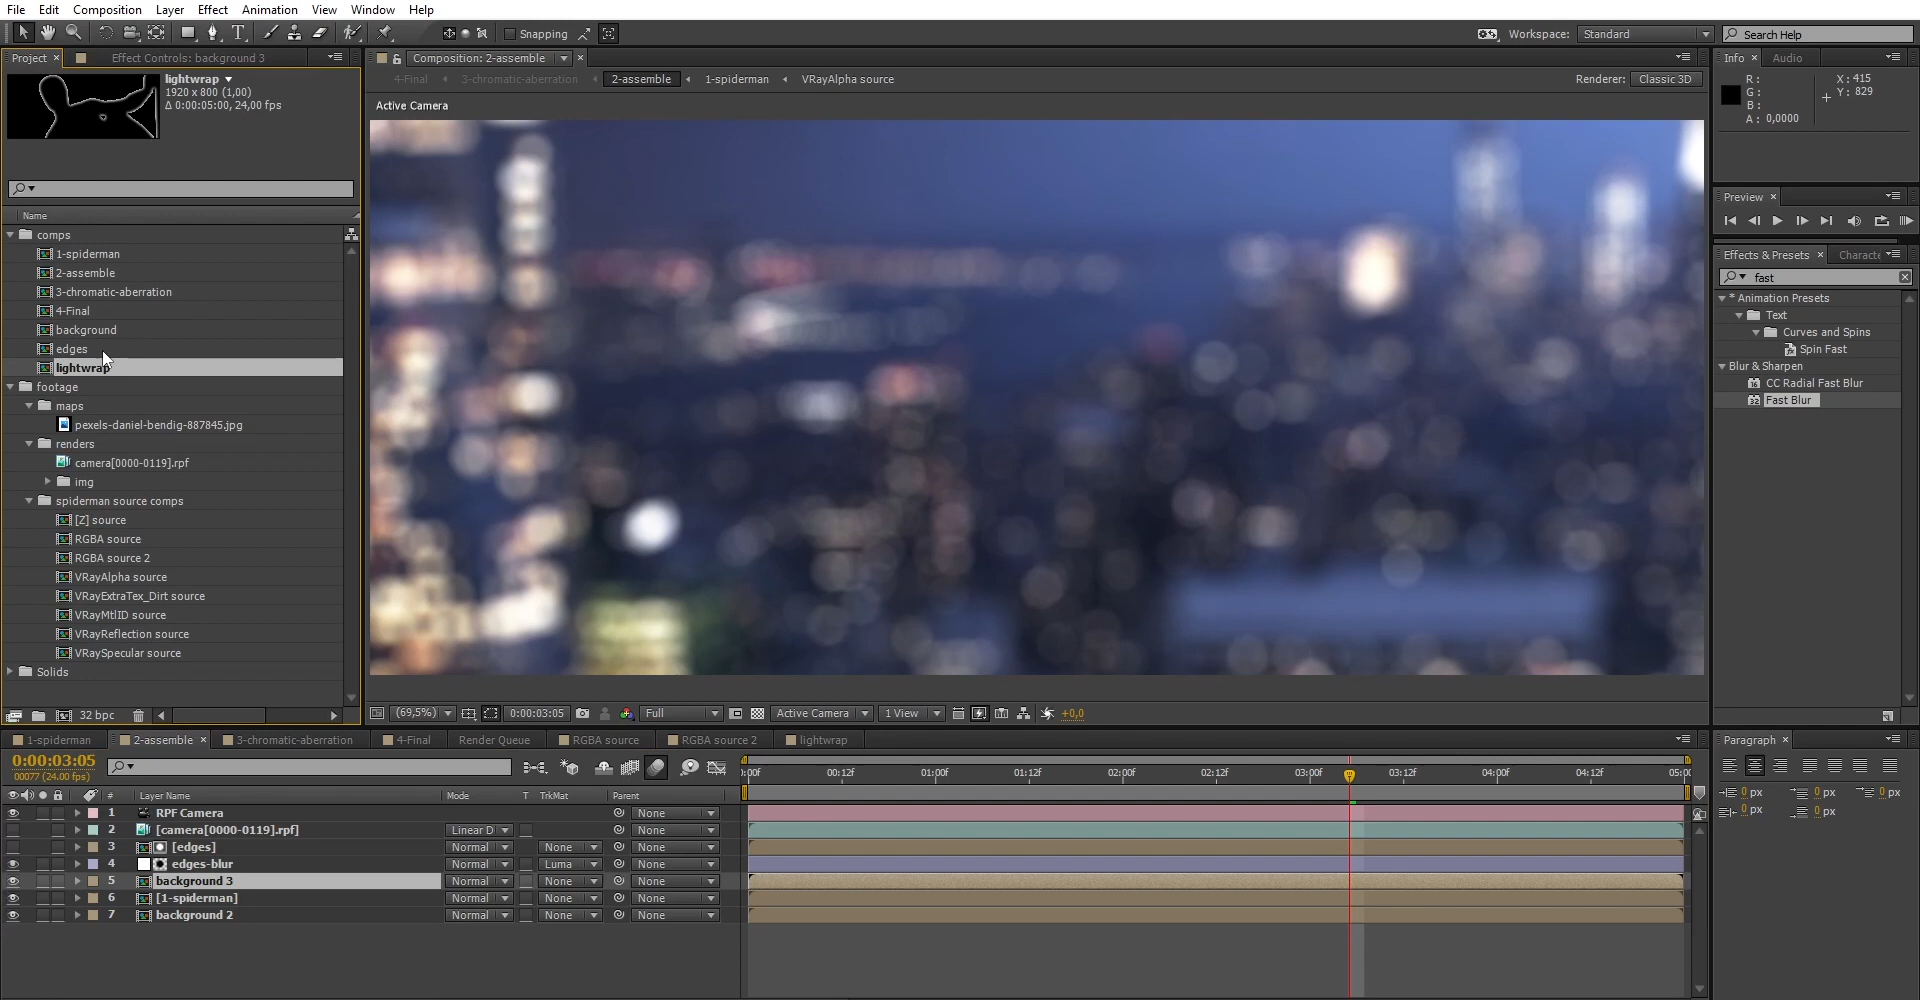 File Edit Composition Layer Effect Animation View Window Help
Snapping
Workspace: Standard
Search Help
Project
Effect Controls: background 3
Composition: 2-assemble
Info Audio
lightwrap
1920 x 800 (1,00)
Δ 0:00:05:00, 24,00 fps
4-Final 3-chromatic-aberration 2-assemble 1-spiderman VRayAlpha source
Renderer: Classic 3D
R:
G:
B:
A: 0,0000
X: 415
Y: 829
Active Camera
Preview
Effects & Presets
Characte
fast
* Animation Presets
Text
Curves and Spins
Spin Fast
Blur & Sharpen
CC Radial Fast Blur
Fast Blur
Name
comps
1-spiderman
2-assemble
3-chromatic-aberration
4-Final
background
edges
lightwrap
footage
maps
pexels-daniel-bendig-887845.jpg
renders
camera[0000-0119].rpf
img
spiderman source comps
[Z] source
RGBA source
RGBA source 2
VRayAlpha source
VRayExtraTex_Dirt source
VRayMtlID source
VRayReflection source
VRaySpecular source
Solids
32 bpc
(69,5%)
0:00:03:05
Full
Active Camera
1 View
+0,0
1-spiderman 2-assemble 3-chromatic-aberration 4-Final Render Queue RGBA source RGBA source 2 lightwrap
Paragraph
0:00:03:05
00077 (24.00 fps)
:00f 00:12f 01:00f 01:12f 02:00f 02:12f 03:00f 03:12f 04:00f 04:12f 05:00
# Layer Name Mode T TrkMat Parent
1 RPF Camera None
2 [camera[0000-0119].rpf] Linear D None
3 [edges] Normal None None
4 edges-blur Normal Luma None
5 background 3 Normal None None
6 [1-spiderman] Normal None None
7 background 2 Normal None None
0 px 0 px 0 px
0 px 0 px